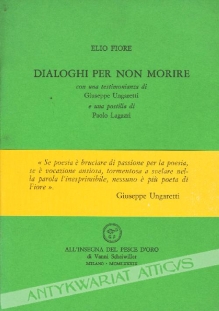 ELIO FIORE
DIALOGHI PER NON MORIRE
con una testimonianza di
Giuseppe Ungaretti
e una postilla di
Paolo Lagazzi
« Se poesia è bruciare di passione per la poesia,
se è vocazione ansiosa, tormentosa a svelare nel-
la parola l'inesprimibile, nessuno è più poeta di
Fiore ».
Giuseppe Ungaretti
ALL'INSEGNA DEL PESCE D'ORO
di Vanni Scheiwiller
MILANO - MCMLXXXIX
ANTYKWARIAT ATTICUS